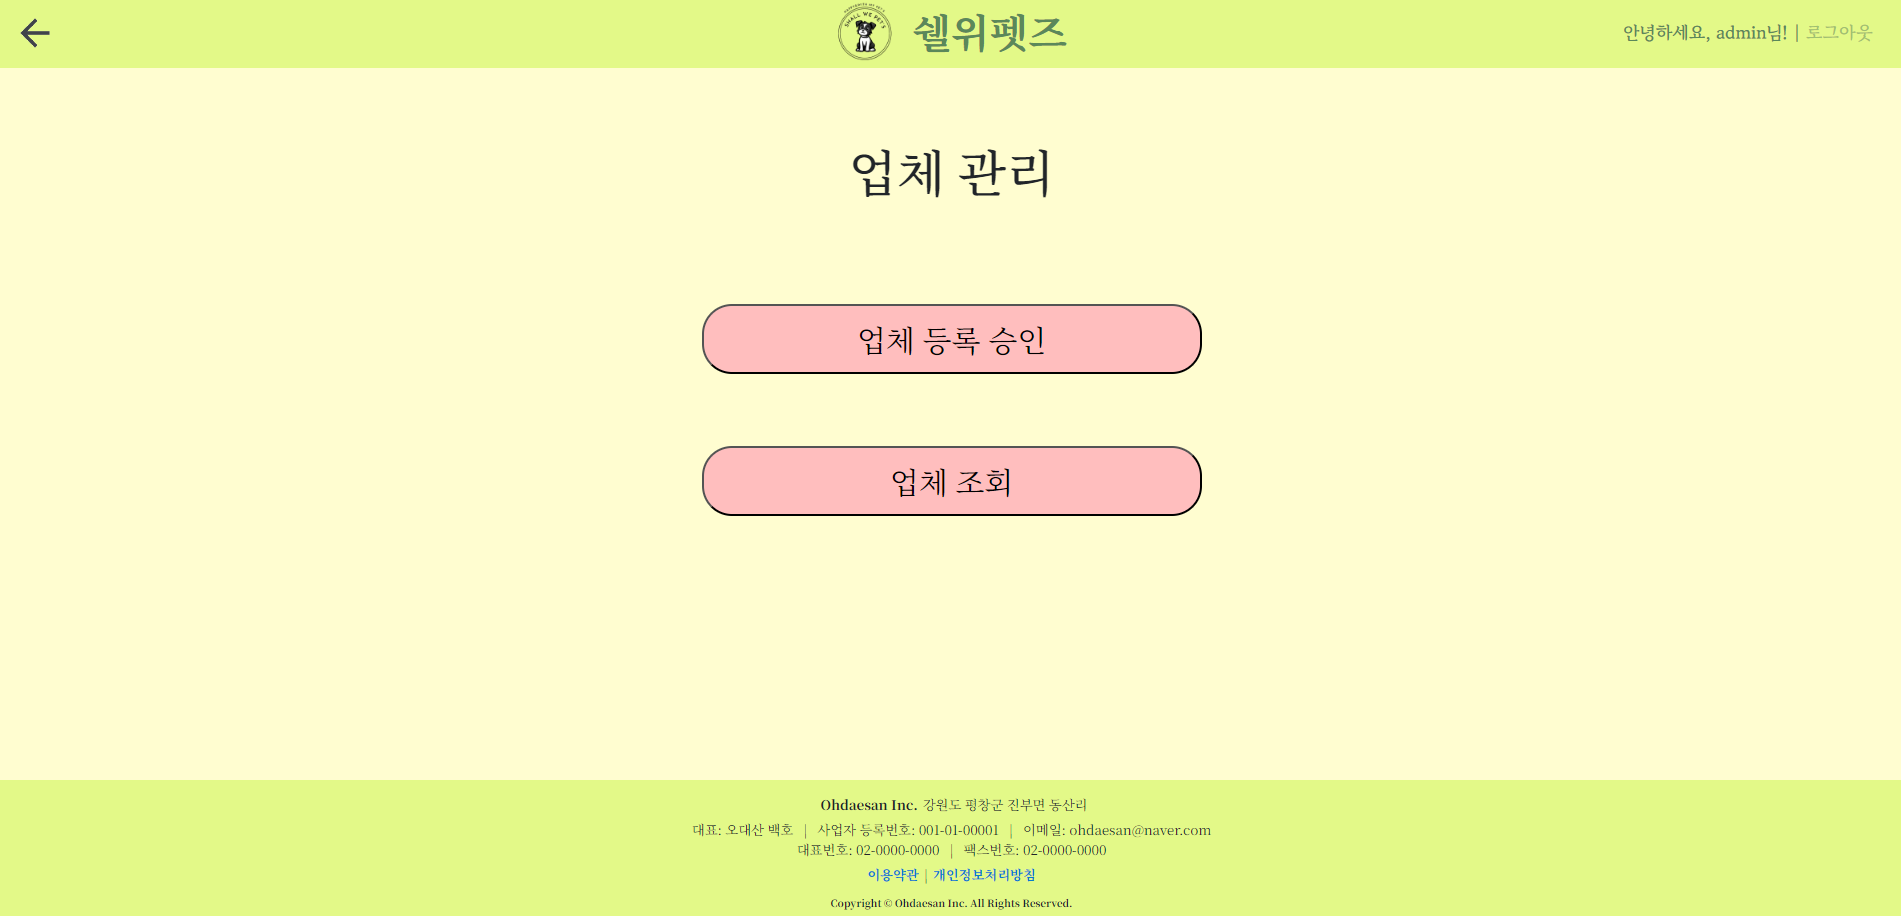 SHALL WE PETS
쉘위펫즈
안녕하세요, admin님! | 로그아웃
업체 관리
업체 등록 승인
업체 조회
Ohdaesan Inc. 강원도 평창군 진부면 동산리
대표: 오대산 백호 | 사업자 등록번호: 001-01-00001 | 이메일: ohdaesan@naver.com
대표번호: 02-0000-0000 | 팩스번호: 02-0000-0000
이용약관 | 개인정보처리방침
Copyright © Ohdaesan Inc. All Rights Reserved.